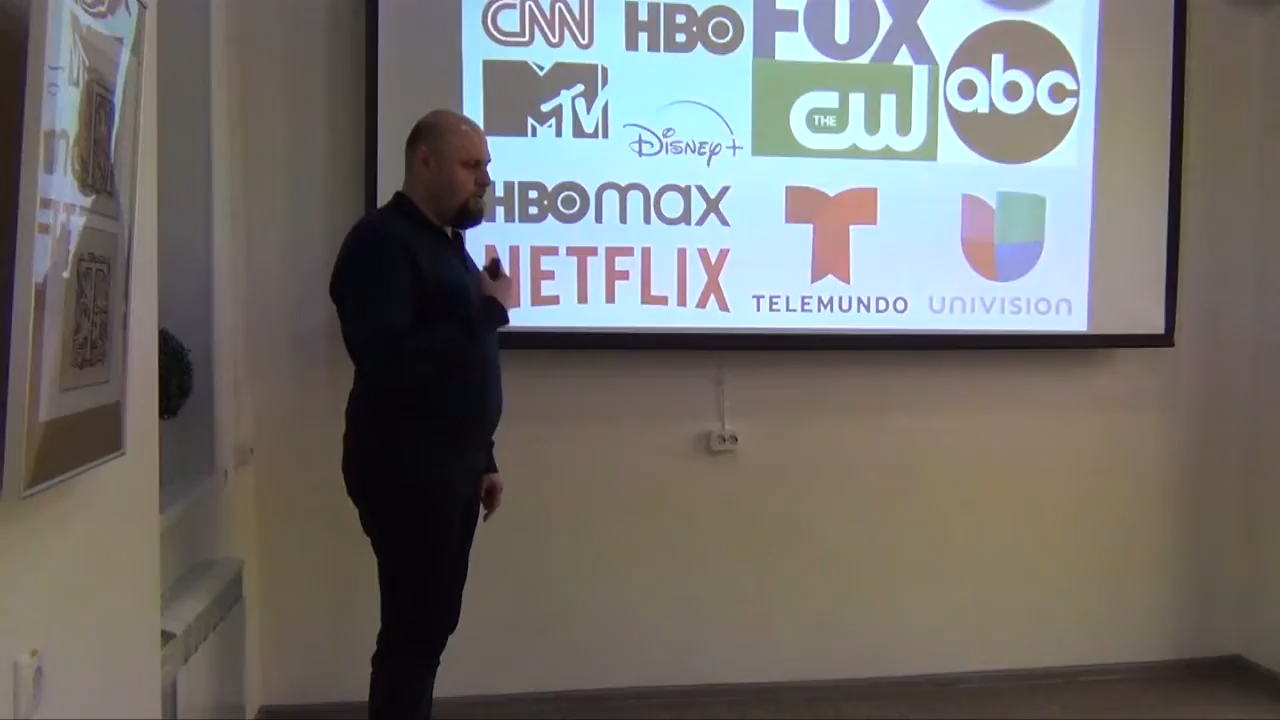 CNN HBO FOX
MTV DISNEY+ THE CW abc
HBOmax
NETFLIX TELEMUNDO UNIVISION
T